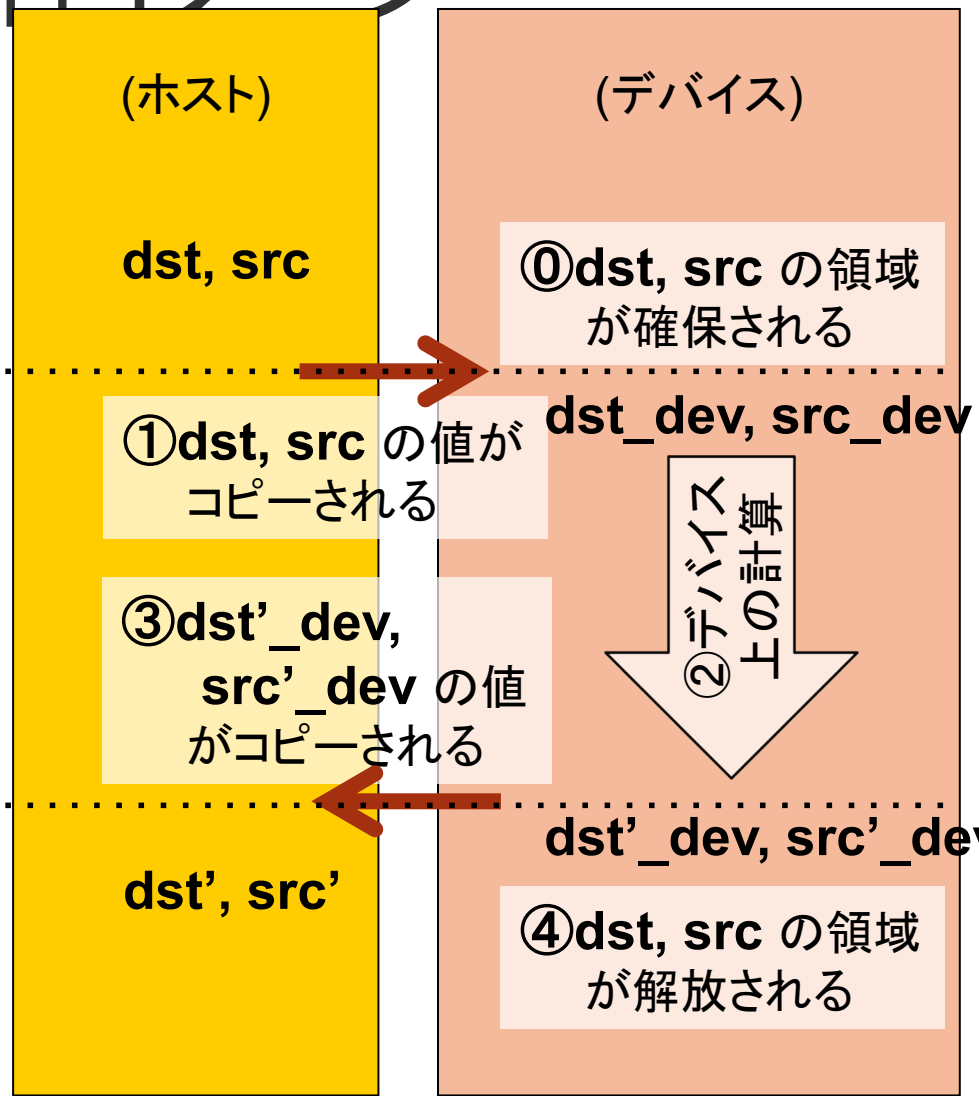 (ホスト)
(デバイス)
dst, src
⓪dst, src の領域
が確保される
①dst, src の値が
コピーされる
dst_dev, src_dev
②デバイス
上の計算
③dst’_dev,
src’_dev の値
がコピーされる
dst’_dev, src’_dev
dst’, src’
④dst, src の領域
が解放される